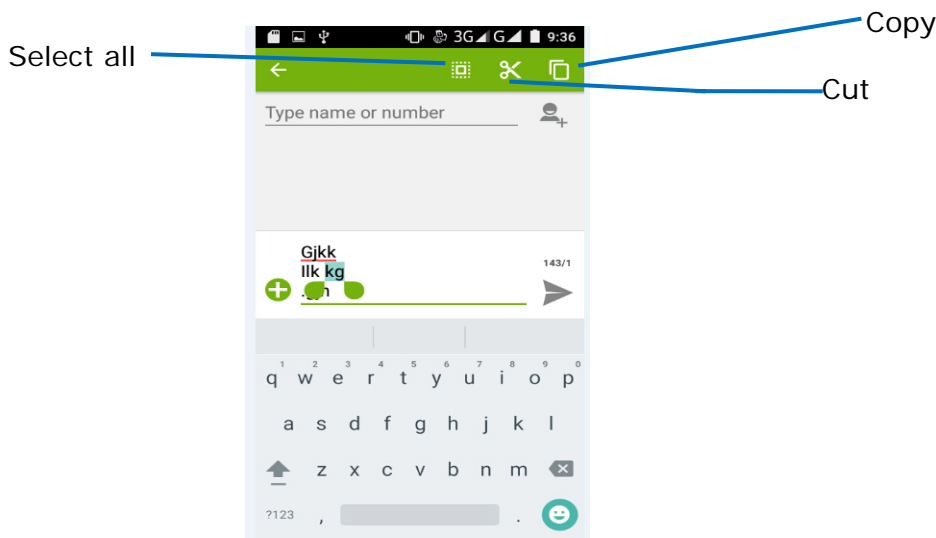 Copy
3G G 9:36
Select all
Cut
Type name or number
Gjkk
143/1
Ilk kg
1 2 3 4 5 6 7 8 9 0
q w e r t y u i o p
a s d f g h j k l
z x c v b n m
?123 , .